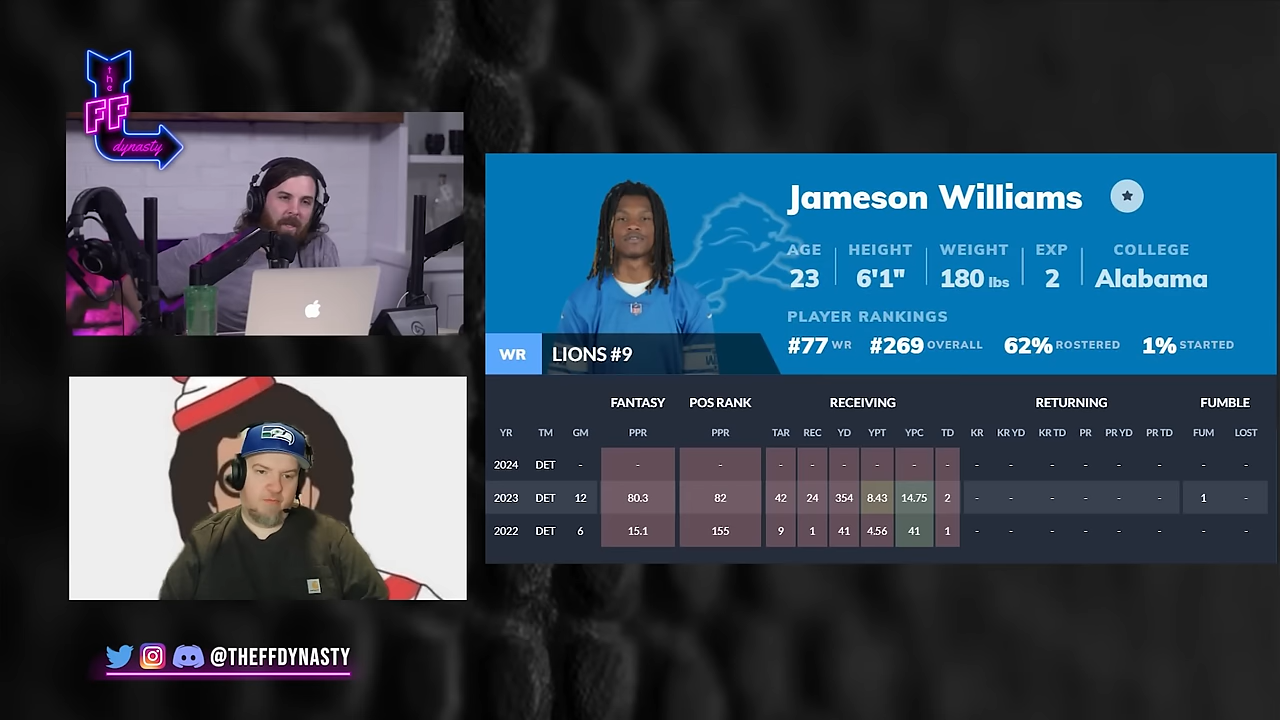 the
FF
dynasty
Jameson Williams
AGE HEIGHT WEIGHT EXP COLLEGE
23 6'1" 180 lbs 2 Alabama
PLAYER RANKINGS
#77 WR #269 OVERALL 62% ROSTERED 1% STARTED
WR LIONS #9
FANTASY POS RANK RECEIVING RETURNING FUMBLE
YR TM GM PPR PPR TAR REC YD YPT YPC TD KR KR YD KR TD PR PR YD PR TD FUM LOST
2024 DET - - - - - - - - - - - - - - - - -
2023 DET 12 80.3 82 42 24 354 8.43 14.75 2 - - - - - - 1 -
2022 DET 6 15.1 155 9 1 41 4.56 41 1 - - - - - - - -
@THEFFDYNASTY